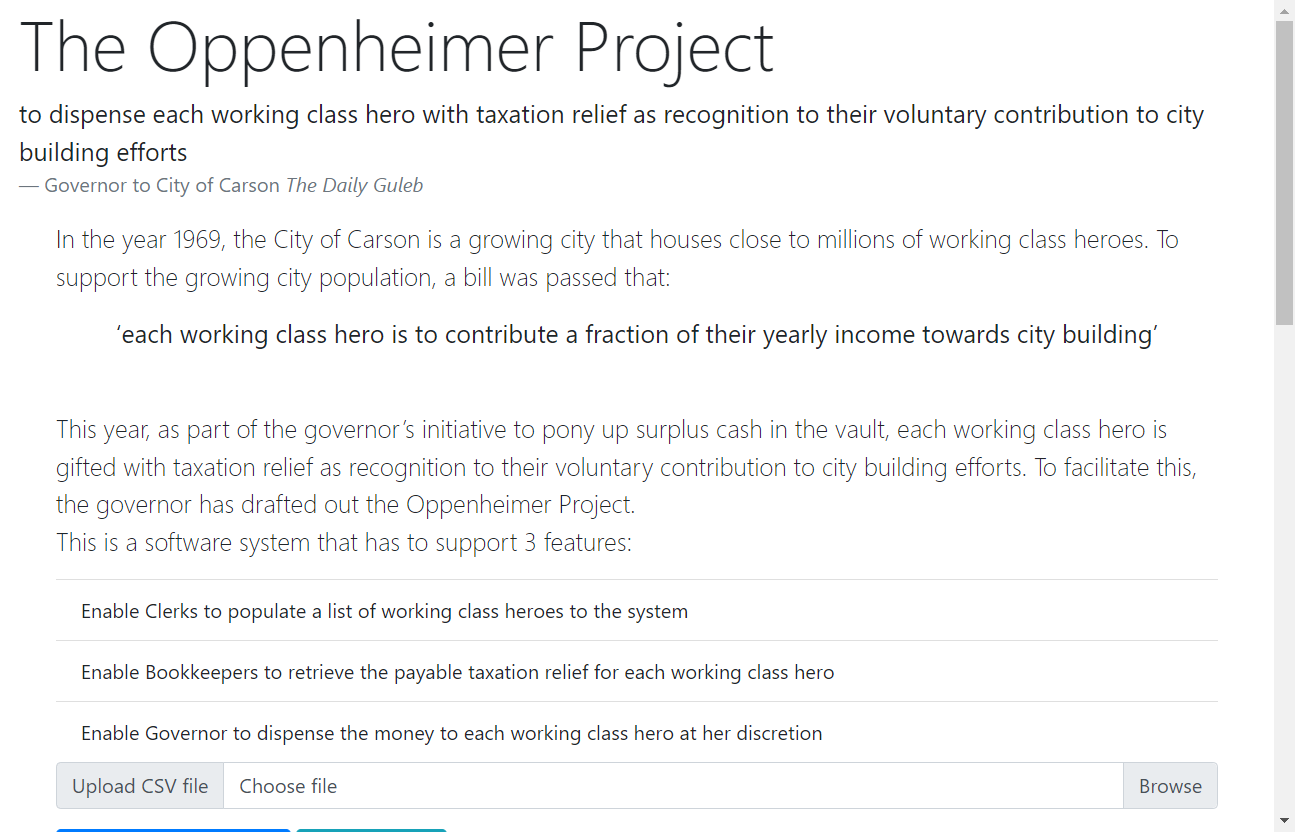 The Oppenheimer Project
to dispense each working class hero with taxation relief as recognition to their voluntary contribution to city
building efforts
— Governor to City of Carson The Daily Guleb
In the year 1969, the City of Carson is a growing city that houses close to millions of working class heroes. To
support the growing city population, a bill was passed that:
‘each working class hero is to contribute a fraction of their yearly income towards city building’
This year, as part of the governor’s initiative to pony up surplus cash in the vault, each working class hero is
gifted with taxation relief as recognition to their voluntary contribution to city building efforts. To facilitate this,
the governor has drafted out the Oppenheimer Project.
This is a software system that has to support 3 features:
Enable Clerks to populate a list of working class heroes to the system
Enable Bookkeepers to retrieve the payable taxation relief for each working class hero
Enable Governor to dispense the money to each working class hero at her discretion
Upload CSV file Choose file Browse